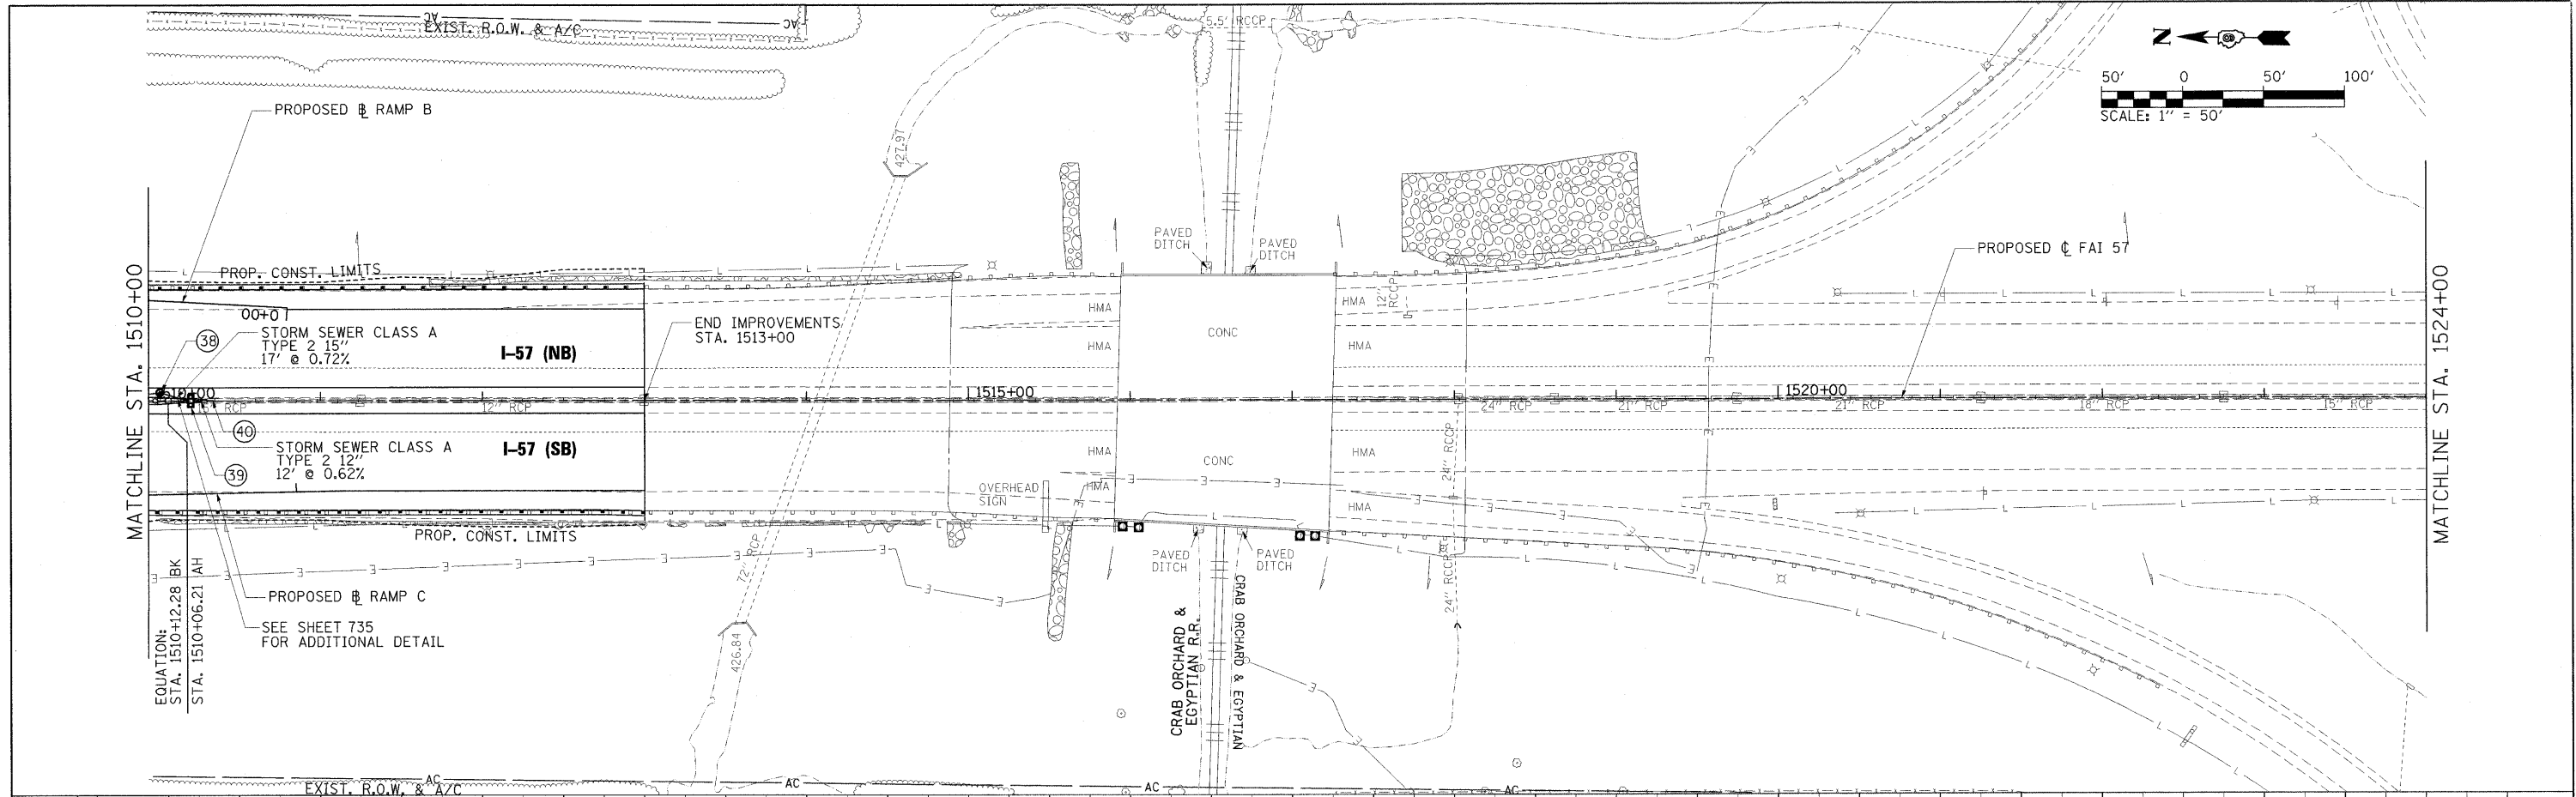 AC
AC
EXIST. R.O.W. & A/C
5.5' RCCP
N
50' 0 50' 100'
SCALE: 1" = 50'
PROPOSED ℄ FAI 57
PROPOSED B RAMP B
427.97
PAVED
DITCH
PAVED
DITCH
MATCHLINE STA. 1510+00
MATCHLINE STA. 1524+00
PROP. CONST. LIMITS
0+00
38
STORM SEWER CLASS A
TYPE 2 15"
17' @ 0.72%
I-57 (NB)
END IMPROVEMENTS
STA. 1513+00
HMA
HMA
CONC
HMA
HMA
12"
RCCP
1510+00
15" RCP
12" RCP
1515+00
24" RCP
21" RCP
1520+00
21" RCP
18" RCP
15" RCP
40
STORM SEWER CLASS A
TYPE 2 12"
12' @ 0.62%
39
I-57 (SB)
HMA
HMA
CONC
HMA
HMA
OVERHEAD
SIGN
24" RCCP
24" RCCP
PROP. CONST. LIMITS
72" RCP
PAVED
DITCH
PAVED
DITCH
PROPOSED B RAMP C
SEE SHEET 735
FOR ADDITIONAL DETAIL
EQUATION:
STA. 1510+12.28 BK
STA. 1510+06.21 AH
426.84
CRAB ORCHARD &
EGYPTIAN R.R.
CRAB ORCHARD & EGYPTIAN
AC
AC
AC
AC
EXIST. R.O.W. & A/C